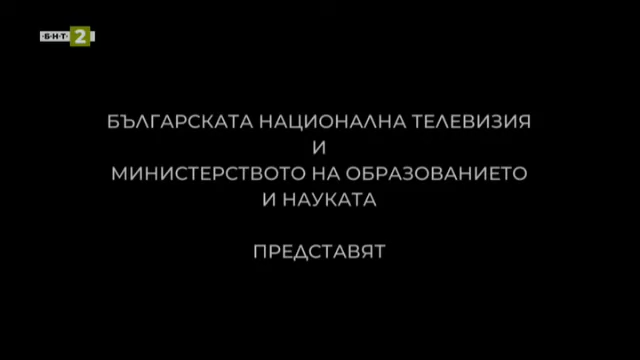 БНТ 2
БЪЛГАРСКАТА НАЦИОНАЛНА ТЕЛЕВИЗИЯ
И
МИНИСТЕРСТВОТО НА ОБРАЗОВАНИЕТО
И НАУКАТА
ПРЕДСТАВЯТ